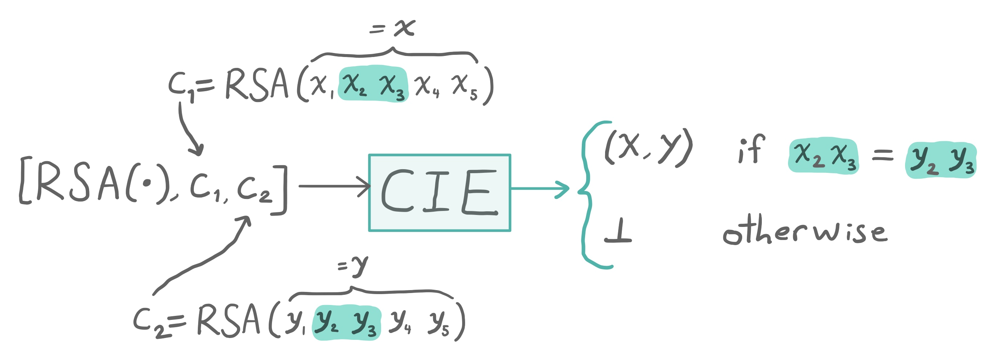 = x
C₁ = RSA(x₁ x₂ x₃ x₄ x₅)
[RSA(·), C₁, C₂]
CIE
(x, y) if x₂ x₃ = y₂ y₃
⊥ otherwise
= y
C₂ = RSA(y₁ y₂ y₃ y₄ y₅)